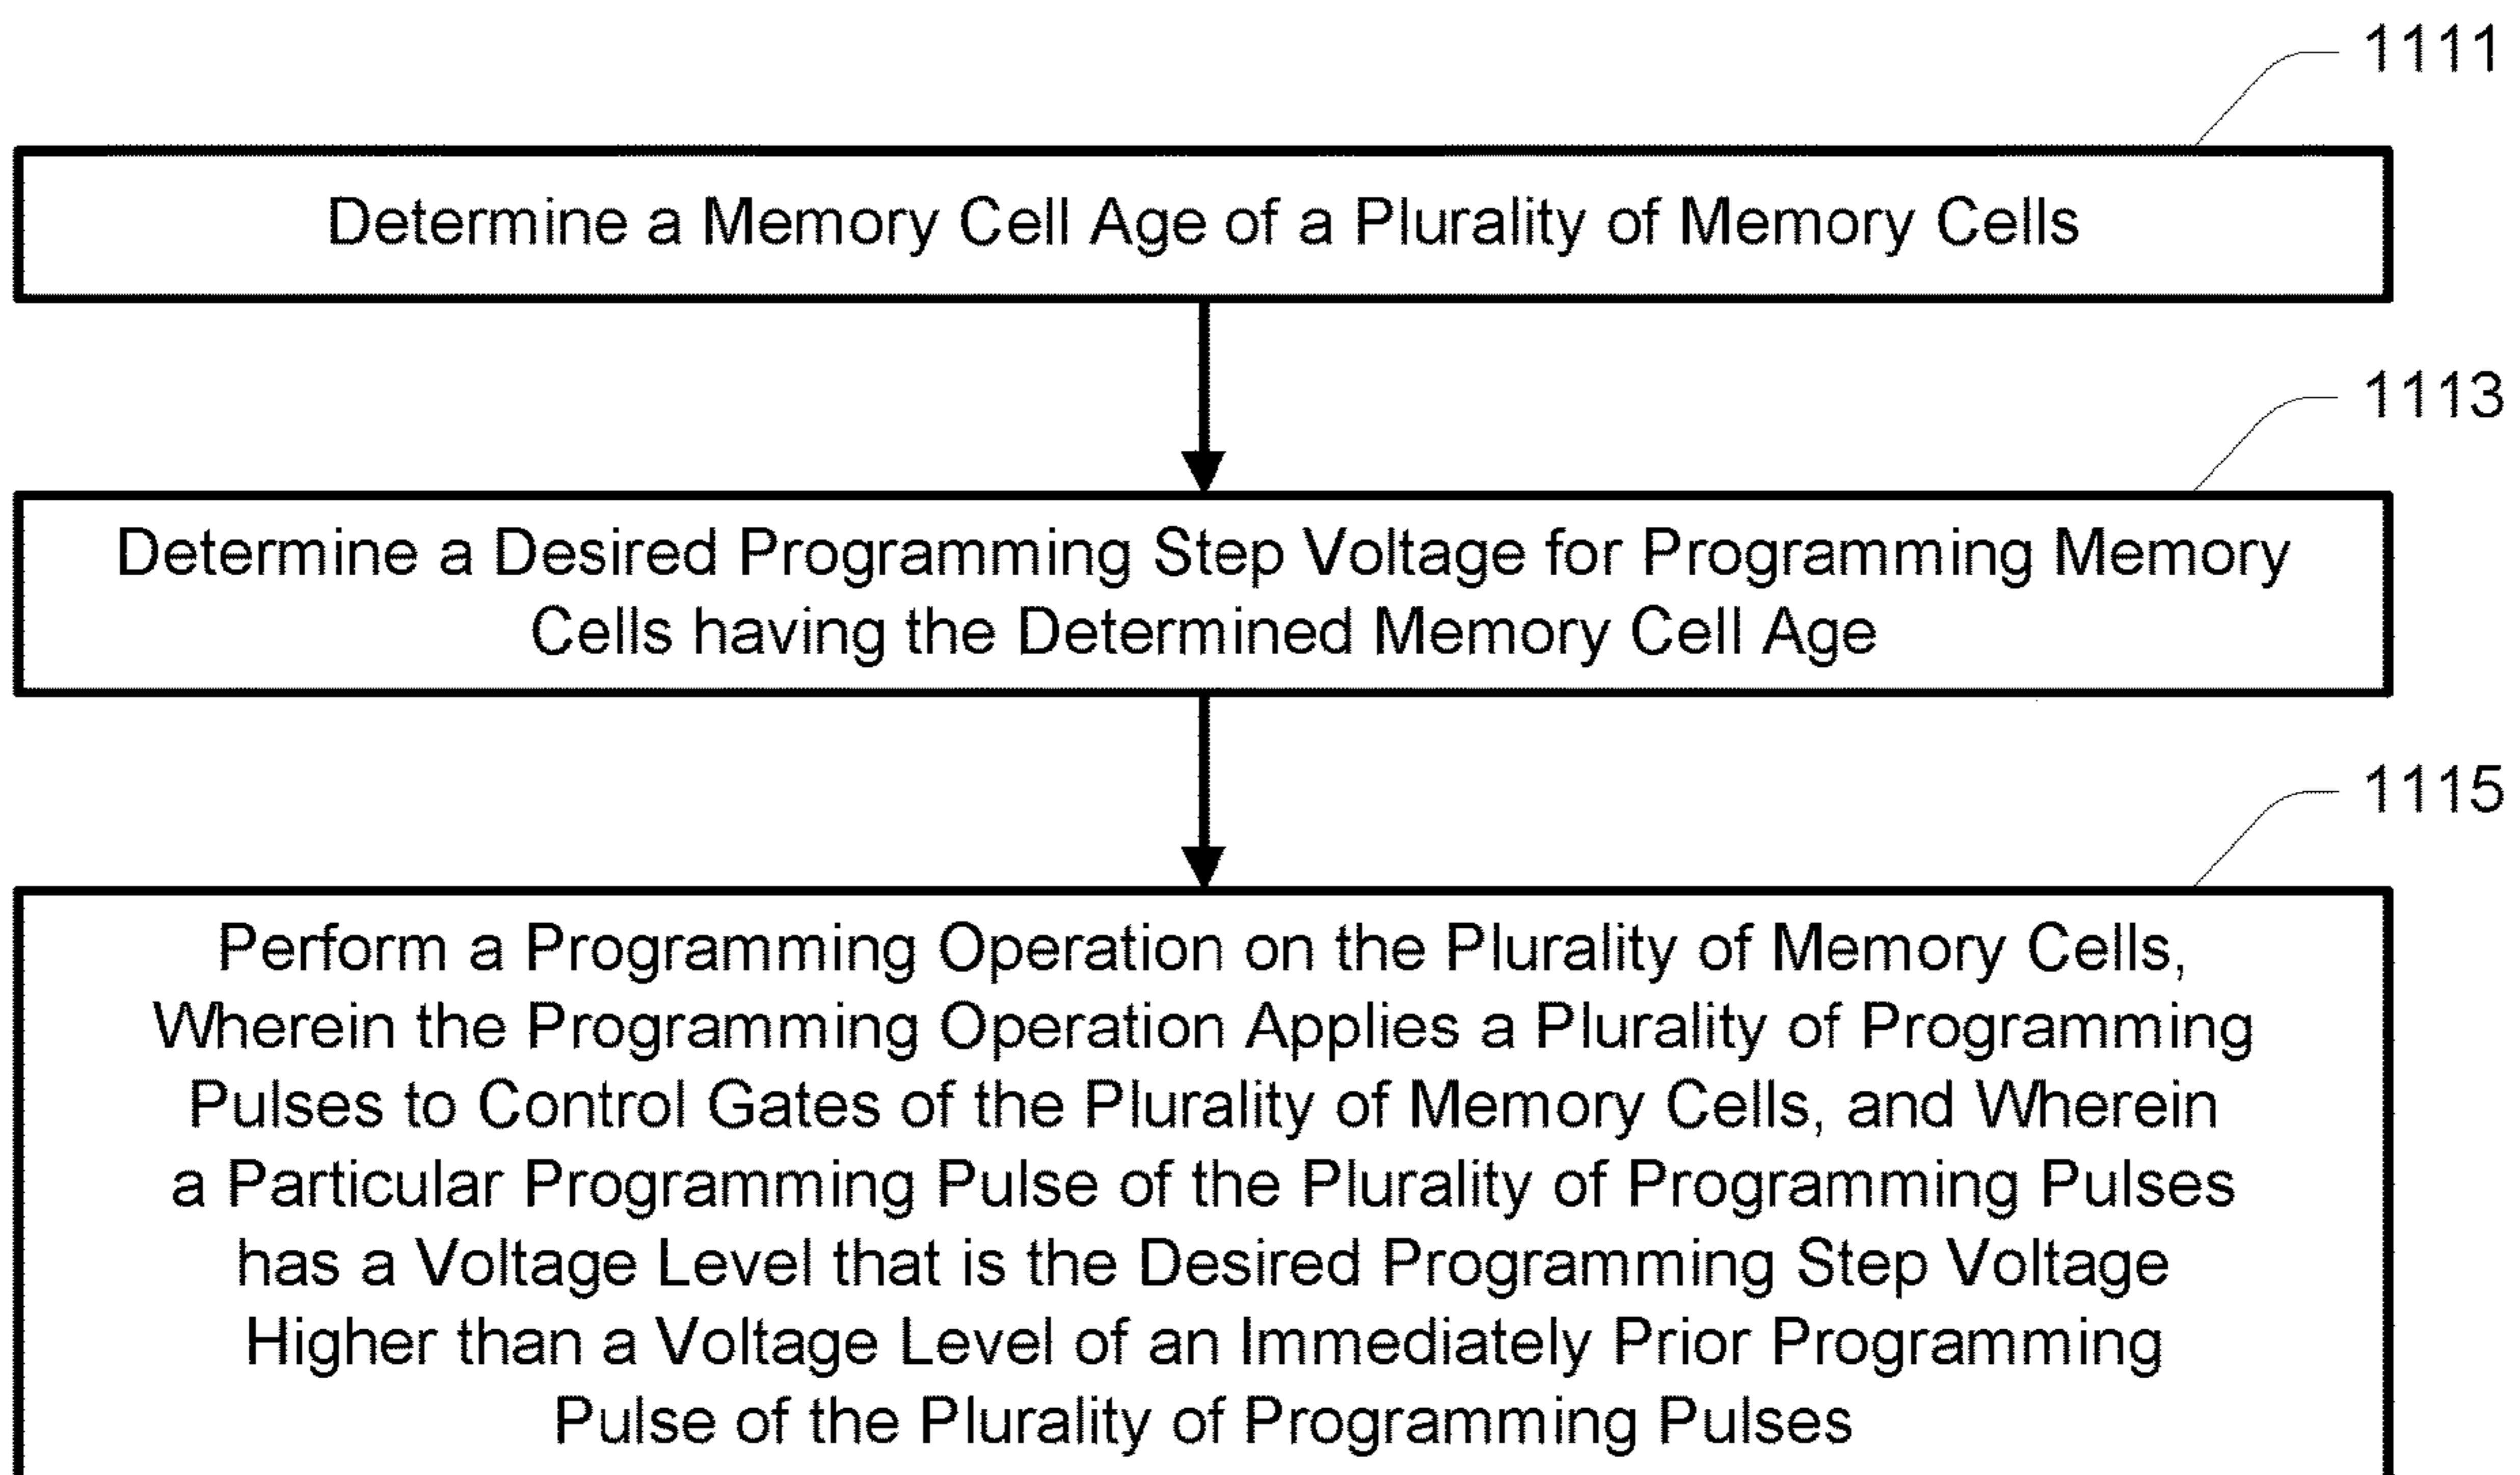 1111
Determine a Memory Cell Age of a Plurality of Memory Cells
1113
Determine a Desired Programming Step Voltage for Programming Memory
Cells having the Determined Memory Cell Age
1115
Perform a Programming Operation on the Plurality of Memory Cells,
Wherein the Programming Operation Applies a Plurality of Programming
Pulses to Control Gates of the Plurality of Memory Cells, and Wherein
a Particular Programming Pulse of the Plurality of Programming Pulses
has a Voltage Level that is the Desired Programming Step Voltage
Higher than a Voltage Level of an Immediately Prior Programming
Pulse of the Plurality of Programming Pulses